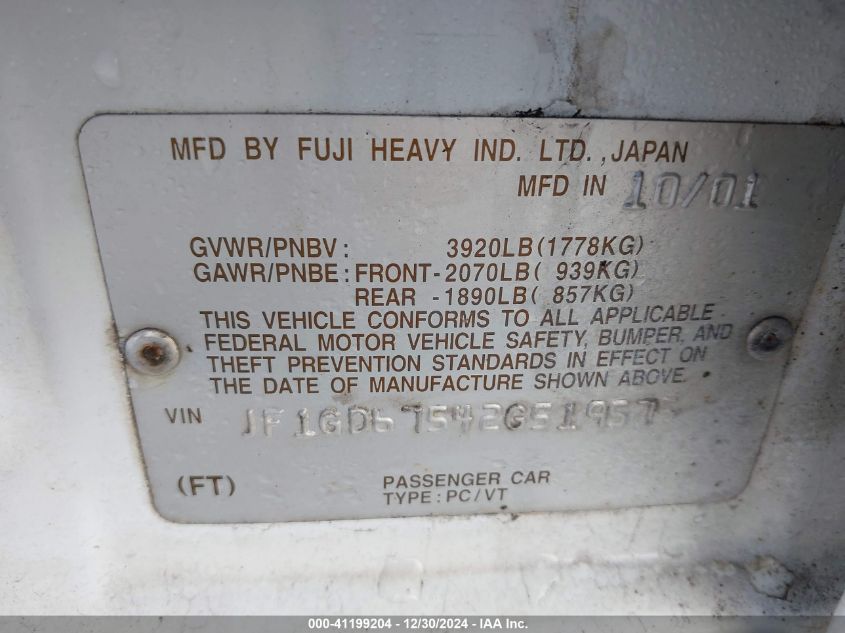 MFD BY FUJI HEAVY IND. LTD. ,JAPAN
MFD IN 10/01
GVWR/PNBV: 3920LB(1778KG)
GAWR/PNBE: FRONT-2070LB( 939KG)
REAR -1890LB( 857KG)
THIS VEHICLE CONFORMS TO ALL APPLICABLE
FEDERAL MOTOR VEHICLE SAFETY, BUMPER, AND
THEFT PREVENTION STANDARDS IN EFFECT ON
THE DATE OF MANUFACTURE SHOWN ABOVE.
VIN JF1GD67542G519575
(FT) PASSENGER CAR
TYPE: PC/VT
000-41199204 - 12/30/2024 - IAA Inc.